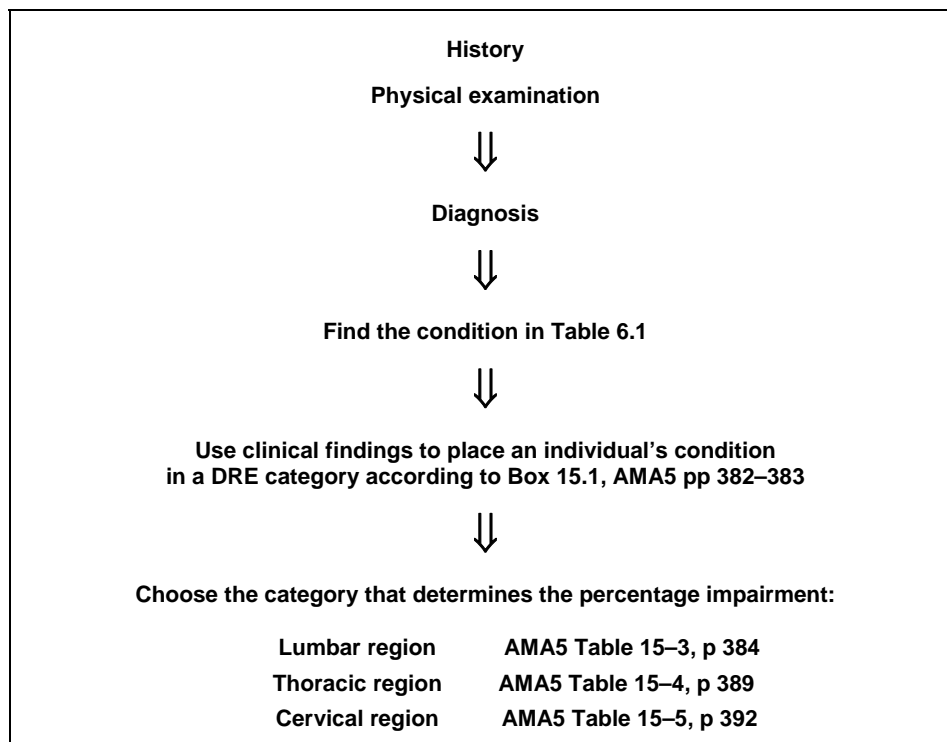 History
Physical examination
⇓
Diagnosis
⇓
Find the condition in Table 6.1
⇓
Use clinical findings to place an individual’s condition
in a DRE category according to Box 15.1, AMA5 pp 382–383
⇓
Choose the category that determines the percentage impairment:
Lumbar region AMA5 Table 15–3, p 384
Thoracic region AMA5 Table 15–4, p 389
Cervical region AMA5 Table 15–5, p 392